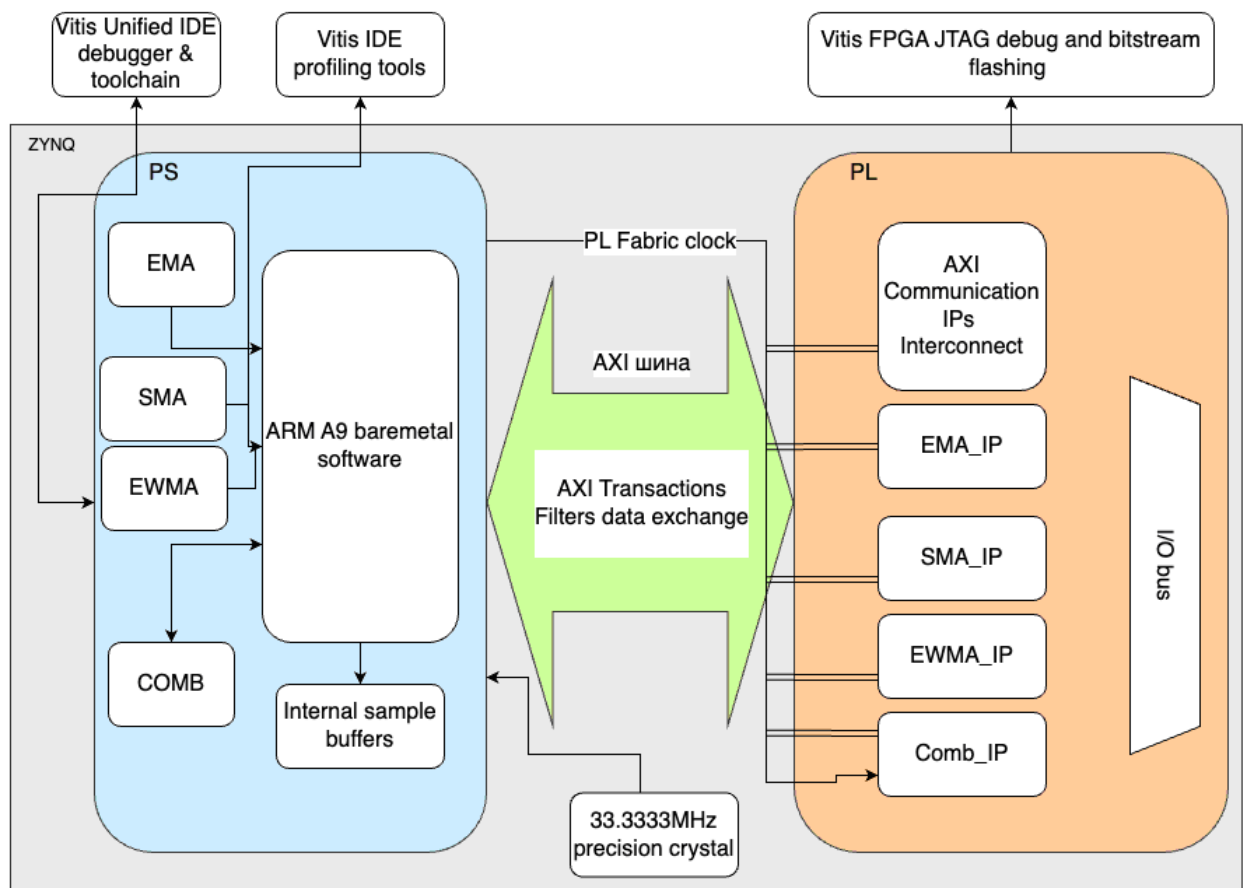 Vitis Unified IDE
debugger &
toolchain
Vitis IDE
profiling tools
Vitis FPGA JTAG debug and bitstream
flashing
ZYNQ
PS
EMA
SMA
EWMA
COMB
ARM A9 baremetal
software
Internal sample
buffers
PL Fabric clock
AXI шина
AXI Transactions
Filters data exchange
33.3333MHz
precision crystal
PL
AXI
Communication
IPs
Interconnect
EMA_IP
SMA_IP
EWMA_IP
Comb_IP
I/O bus